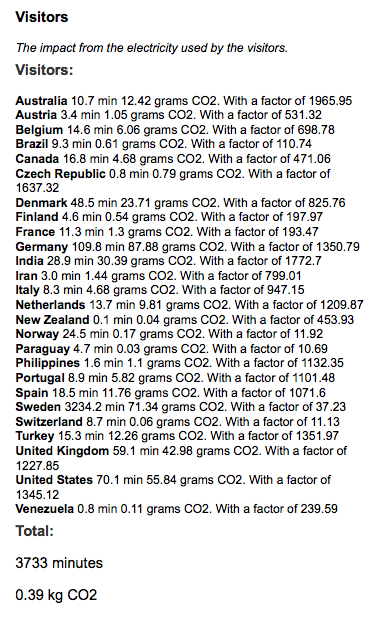 Visitors
The impact from the electricity used by the visitors.
Visitors:
Australia 10.7 min 12.42 grams CO2. With a factor of 1965.95
Austria 3.4 min 1.05 grams CO2. With a factor of 531.32
Belgium 14.6 min 6.06 grams CO2. With a factor of 698.78
Brazil 9.3 min 0.61 grams CO2. With a factor of 110.74
Canada 16.8 min 4.68 grams CO2. With a factor of 471.06
Czech Republic 0.8 min 0.79 grams CO2. With a factor of
1637.32
Denmark 48.5 min 23.71 grams CO2. With a factor of 825.76
Finland 4.6 min 0.54 grams CO2. With a factor of 197.97
France 11.3 min 1.3 grams CO2. With a factor of 193.47
Germany 109.8 min 87.88 grams CO2. With a factor of 1350.79
India 28.9 min 30.39 grams CO2. With a factor of 1772.7
Iran 3.0 min 1.44 grams CO2. With a factor of 799.01
Italy 8.3 min 4.68 grams CO2. With a factor of 947.15
Netherlands 13.7 min 9.81 grams CO2. With a factor of 1209.87
New Zealand 0.1 min 0.04 grams CO2. With a factor of 453.93
Norway 24.5 min 0.17 grams CO2. With a factor of 11.92
Paraguay 4.7 min 0.03 grams CO2. With a factor of 10.69
Philippines 1.6 min 1.1 grams CO2. With a factor of 1132.35
Portugal 8.9 min 5.82 grams CO2. With a factor of 1101.48
Spain 18.5 min 11.76 grams CO2. With a factor of 1071.6
Sweden 3234.2 min 71.34 grams CO2. With a factor of 37.23
Switzerland 8.7 min 0.06 grams CO2. With a factor of 11.13
Turkey 15.3 min 12.26 grams CO2. With a factor of 1351.97
United Kingdom 59.1 min 42.98 grams CO2. With a factor of
1227.85
United States 70.1 min 55.84 grams CO2. With a factor of
1345.12
Venezuela 0.8 min 0.11 grams CO2. With a factor of 239.59
Total:
3733 minutes
0.39 kg CO2